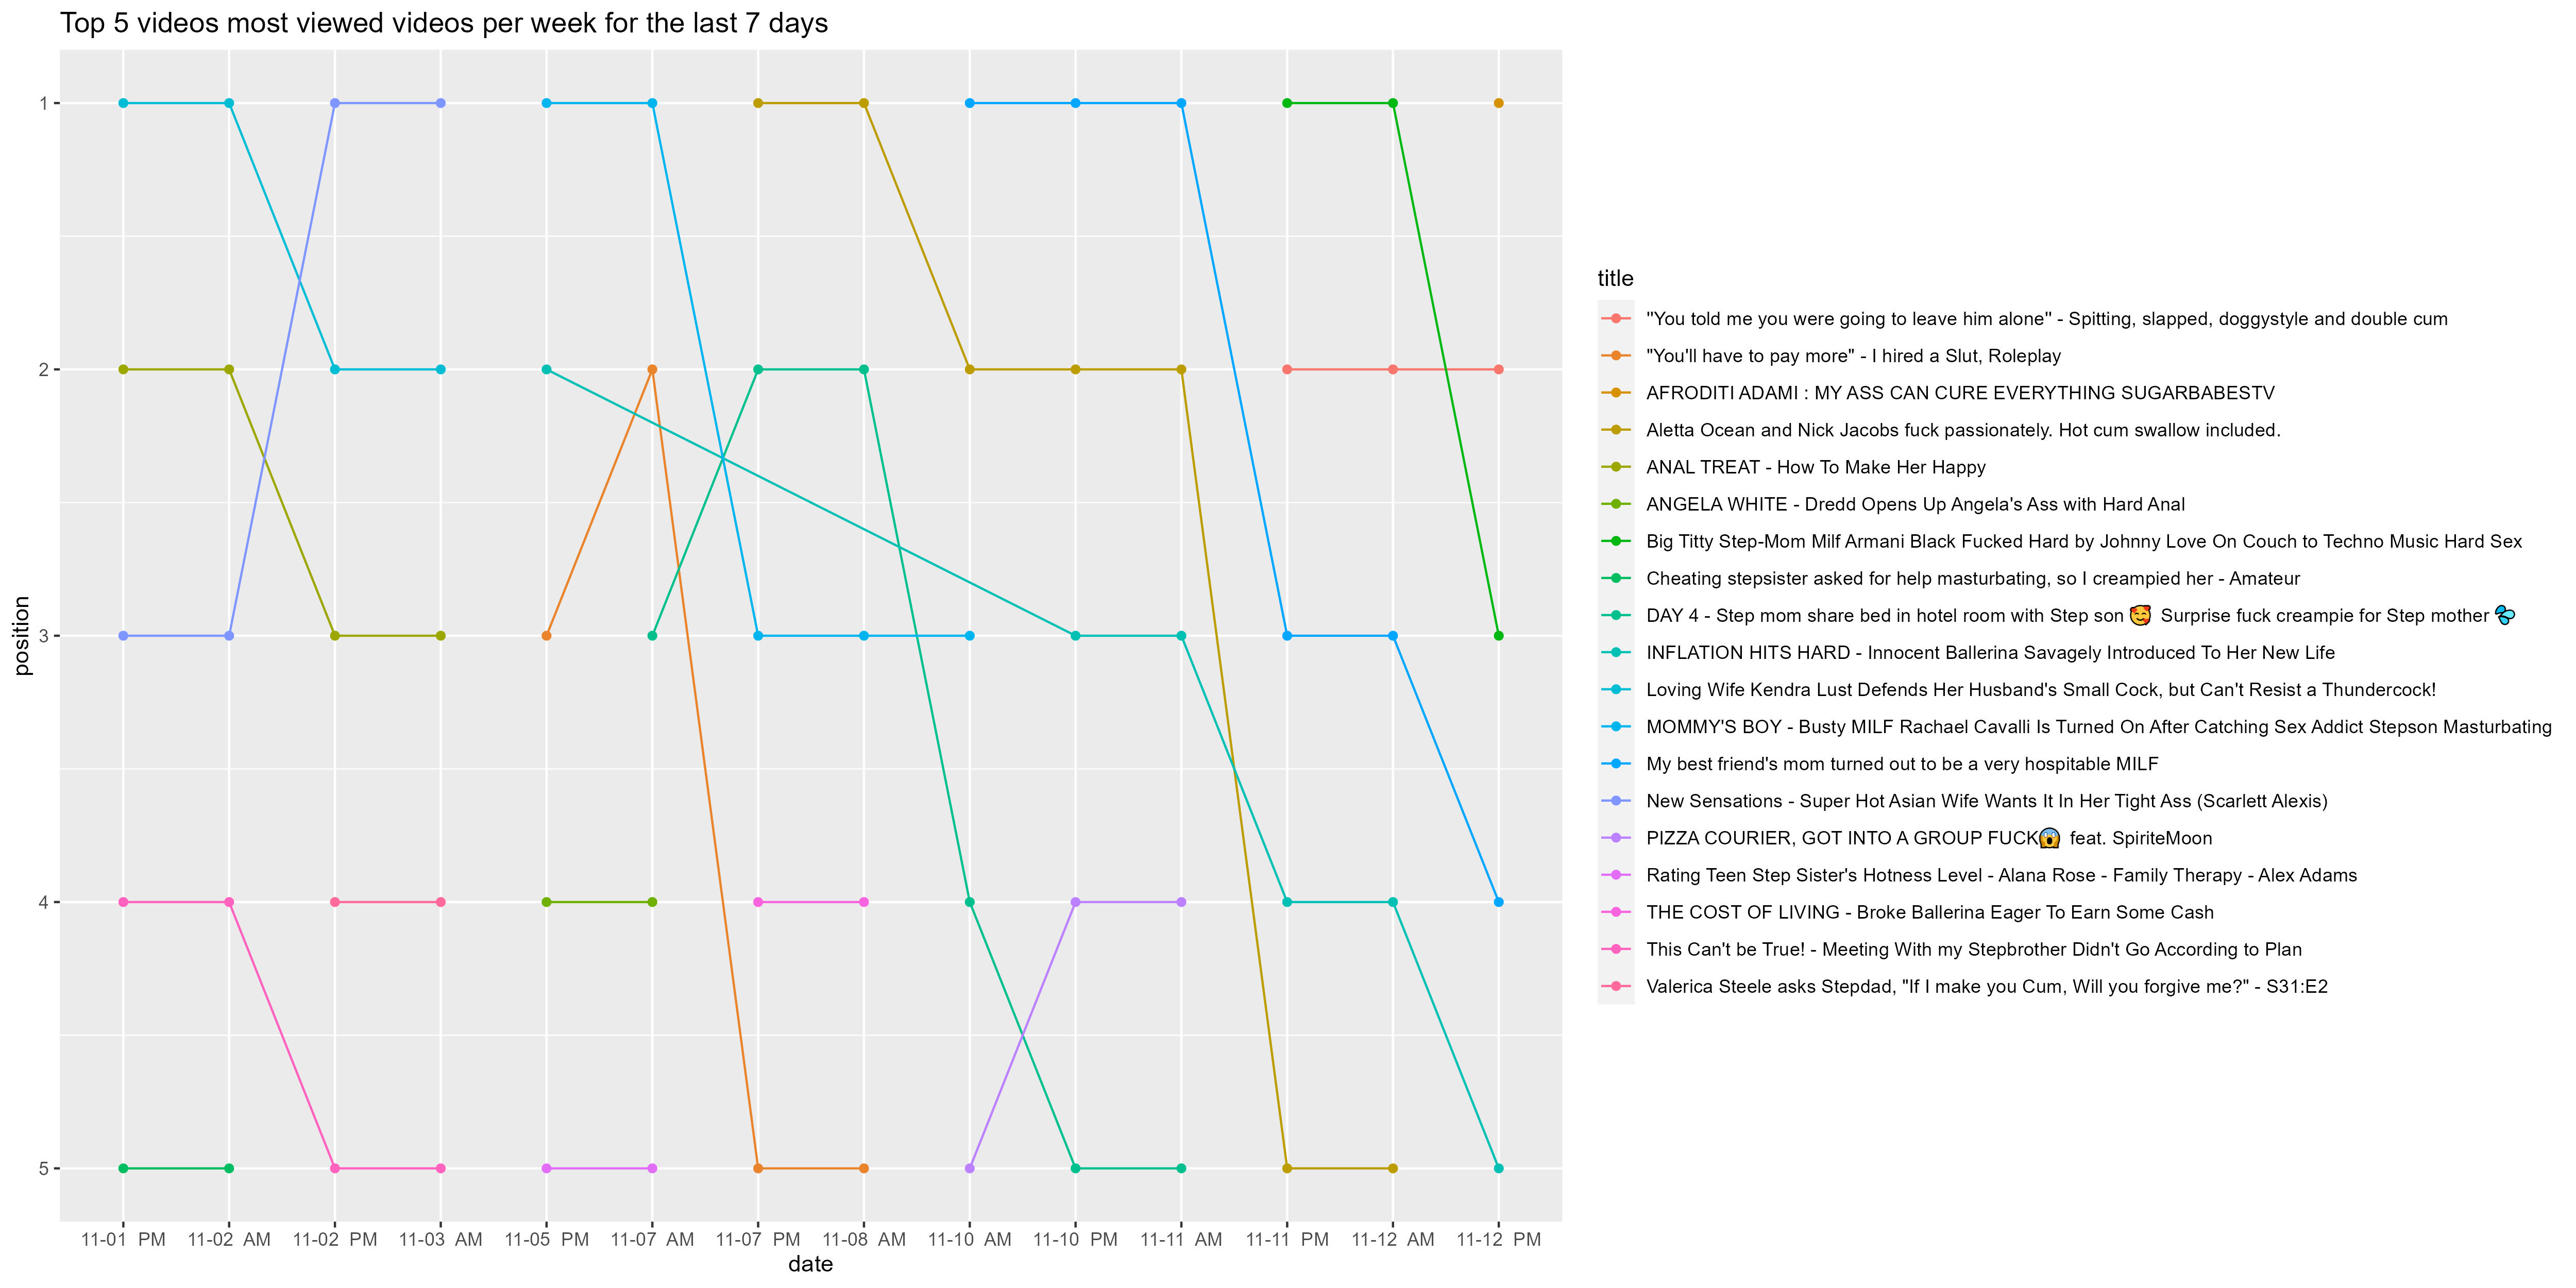 Top 5 videos most viewed videos per week for the last 7 days
position
1
2
3
4
5
11-01 PM
11-02 AM
11-02 PM
11-03 AM
11-05 PM
11-07 AM
11-07 PM
11-08 AM
11-10 AM
11-10 PM
11-11 AM
11-11 PM
11-12 AM
11-12 PM
date
title
"You told me you were going to leave him alone" - Spitting, slapped, doggystyle and double cum
"You'll have to pay more" - I hired a Slut, Roleplay
AFRODITI ADAMI : MY ASS CAN CURE EVERYTHING SUGARBABESTV
Aletta Ocean and Nick Jacobs fuck passionately. Hot cum swallow included.
ANAL TREAT - How To Make Her Happy
ANGELA WHITE - Dredd Opens Up Angela's Ass with Hard Anal
Big Titty Step-Mom Milf Armani Black Fucked Hard by Johnny Love On Couch to Techno Music Hard Sex
Cheating stepsister asked for help masturbating, so I creampied her - Amateur
DAY 4 - Step mom share bed in hotel room with Step son 🥰 Surprise fuck creampie for Step mother 💦
INFLATION HITS HARD - Innocent Ballerina Savagely Introduced To Her New Life
Loving Wife Kendra Lust Defends Her Husband's Small Cock, but Can't Resist a Thundercock!
MOMMY'S BOY - Busty MILF Rachael Cavalli Is Turned On After Catching Sex Addict Stepson Masturbating
My best friend's mom turned out to be a very hospitable MILF
New Sensations - Super Hot Asian Wife Wants It In Her Tight Ass (Scarlett Alexis)
PIZZA COURIER, GOT INTO A GROUP FUCK😱 feat. SpiriteMoon
Rating Teen Step Sister's Hotness Level - Alana Rose - Family Therapy - Alex Adams
THE COST OF LIVING - Broke Ballerina Eager To Earn Some Cash
This Can't be True! - Meeting With my Stepbrother Didn't Go According to Plan
Valerica Steele asks Stepdad, "If I make you Cum, Will you forgive me?" - S31:E2